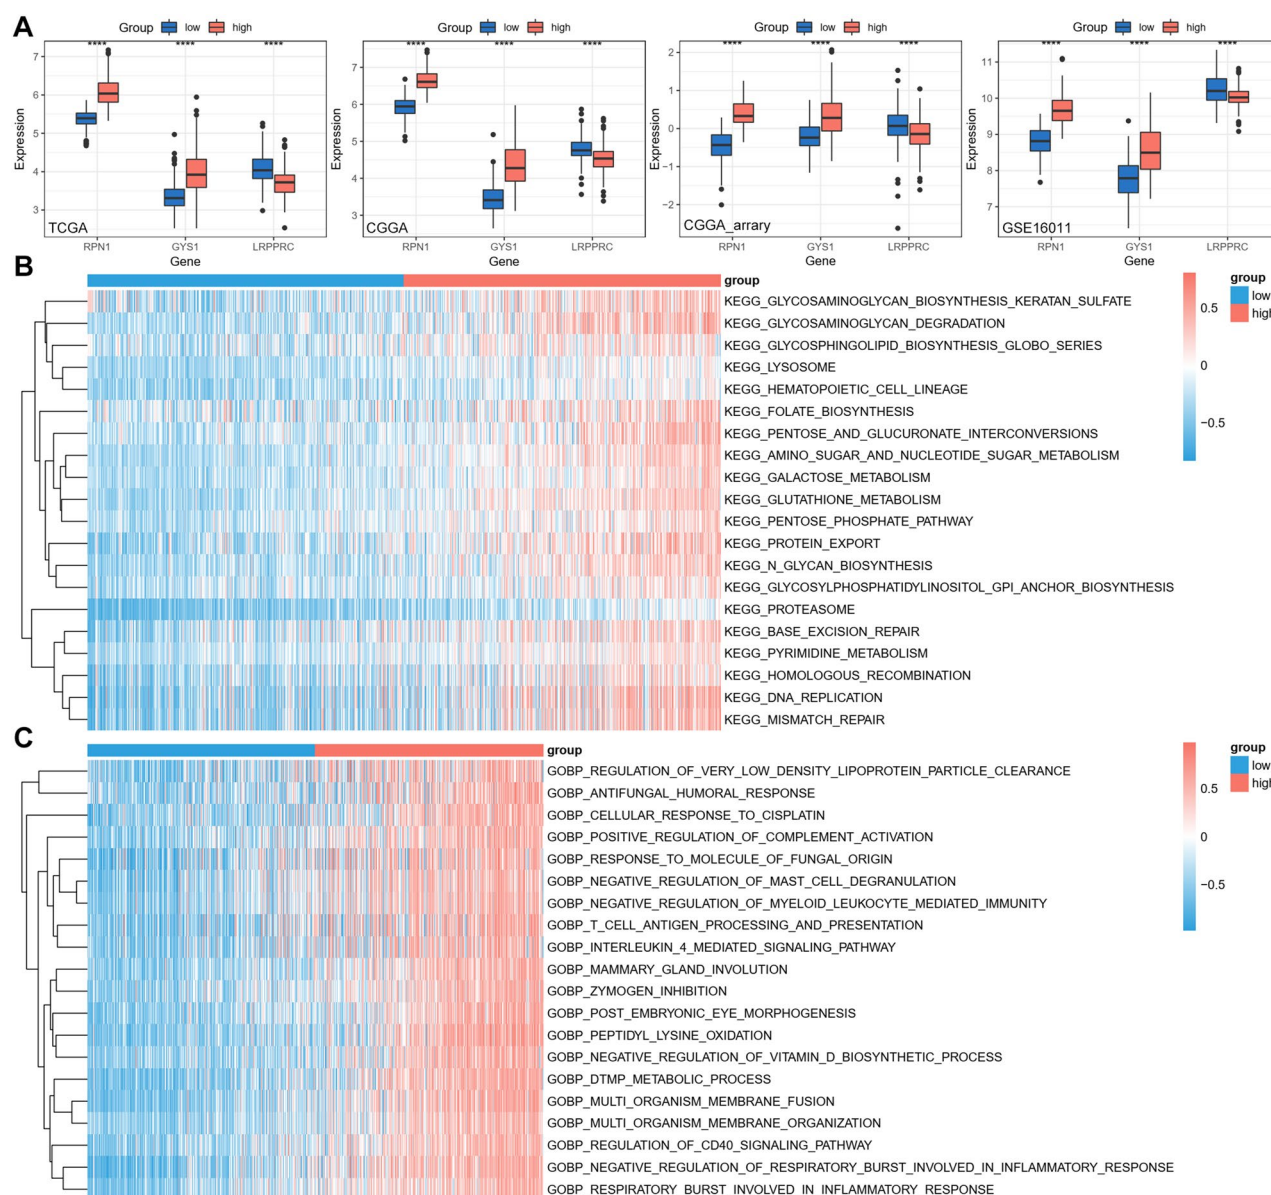 A
Group low high
Group low high
Group low high
Group low high
**** **** ****
**** **** ****
**** **** ****
**** **** ****
Expression
7
6
5
4
3
TCGA
RPN1 GYS1 LRPPRC
Gene
Expression
7
6
5
4
3
CGGA
RPN1 GYS1 LRPPRC
Gene
Expression
2
1
0
−1
−2
CGGA_arrary
RPN1 GYS1 LRPPRC
Gene
Expression
11
10
9
8
7
GSE16011
RPN1 GYS1 LRPPRC
Gene
B
group
KEGG_GLYCOSAMINOGLYCAN_BIOSYNTHESIS_KERATAN_SULFATE
KEGG_GLYCOSAMINOGLYCAN_DEGRADATION
KEGG_GLYCOSPHINGOLIPID_BIOSYNTHESIS_GLOBO_SERIES
KEGG_LYSOSOME
KEGG_HEMATOPOIETIC_CELL_LINEAGE
KEGG_FOLATE_BIOSYNTHESIS
KEGG_PENTOSE_AND_GLUCURONATE_INTERCONVERSIONS
KEGG_AMINO_SUGAR_AND_NUCLEOTIDE_SUGAR_METABOLISM
KEGG_GALACTOSE_METABOLISM
KEGG_GLUTATHIONE_METABOLISM
KEGG_PENTOSE_PHOSPHATE_PATHWAY
KEGG_PROTEIN_EXPORT
KEGG_N_GLYCAN_BIOSYNTHESIS
KEGG_GLYCOSYLPHOSPHATIDYLINOSITOL_GPI_ANCHOR_BIOSYNTHESIS
KEGG_PROTEASOME
KEGG_BASE_EXCISION_REPAIR
KEGG_PYRIMIDINE_METABOLISM
KEGG_HOMOLOGOUS_RECOMBINATION
KEGG_DNA_REPLICATION
KEGG_MISMATCH_REPAIR
0.5
0
−0.5
group
low
high
C
group
GOBP_REGULATION_OF_VERY_LOW_DENSITY_LIPOPROTEIN_PARTICLE_CLEARANCE
GOBP_ANTIFUNGAL_HUMORAL_RESPONSE
GOBP_CELLULAR_RESPONSE_TO_CISPLATIN
GOBP_POSITIVE_REGULATION_OF_COMPLEMENT_ACTIVATION
GOBP_RESPONSE_TO_MOLECULE_OF_FUNGAL_ORIGIN
GOBP_NEGATIVE_REGULATION_OF_MAST_CELL_DEGRANULATION
GOBP_NEGATIVE_REGULATION_OF_MYELOID_LEUKOCYTE_MEDIATED_IMMUNITY
GOBP_T_CELL_ANTIGEN_PROCESSING_AND_PRESENTATION
GOBP_INTERLEUKIN_4_MEDIATED_SIGNALING_PATHWAY
GOBP_MAMMARY_GLAND_INVOLUTION
GOBP_ZYMOGEN_INHIBITION
GOBP_POST_EMBRYONIC_EYE_MORPHOGENESIS
GOBP_PEPTIDYL_LYSINE_OXIDATION
GOBP_NEGATIVE_REGULATION_OF_VITAMIN_D_BIOSYNTHETIC_PROCESS
GOBP_DTMP_METABOLIC_PROCESS
GOBP_MULTI_ORGANISM_MEMBRANE_FUSION
GOBP_MULTI_ORGANISM_MEMBRANE_ORGANIZATION
GOBP_REGULATION_OF_CD40_SIGNALING_PATHWAY
GOBP_NEGATIVE_REGULATION_OF_RESPIRATORY_BURST_INVOLVED_IN_INFLAMMATORY_RESPONSE
GOBP_RESPIRATORY_BURST_INVOLVED_IN_INFLAMMATORY_RESPONSE
0.5
0
−0.5
group
low
high